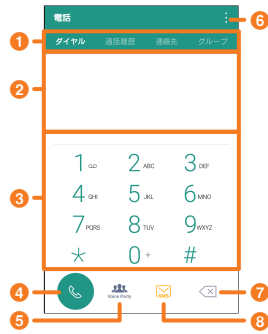 電話 ⑥
① ダイヤル 通話履歴 連絡先 グループ
②
③
1 2 ABC 3 DEF
4 GHI 5 JKL 6 MNO
7 PQRS 8 TUV 9 WXYZ
* 0 + #
④ Voice Party SMS ⑦
⑤ ⑧